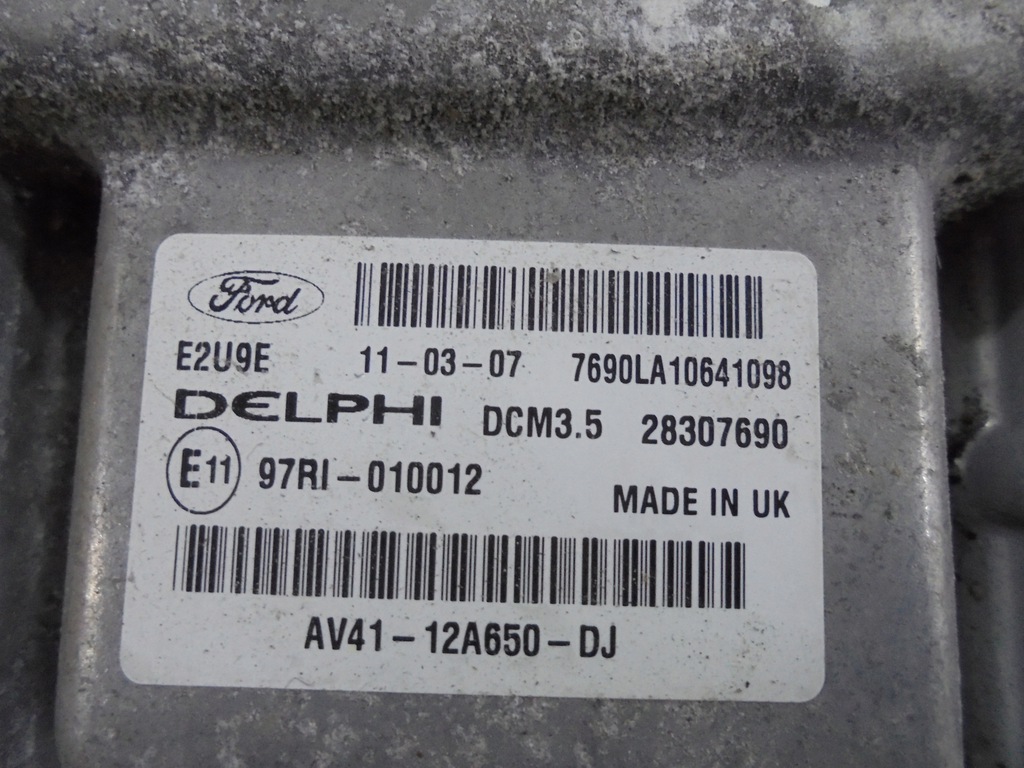 Ford
E2U9E 11-03-07 7690LA10641098
DELPHI DCM3.5 28307690
E11 97RI-010012
MADE IN UK
AV41-12A650-DJ